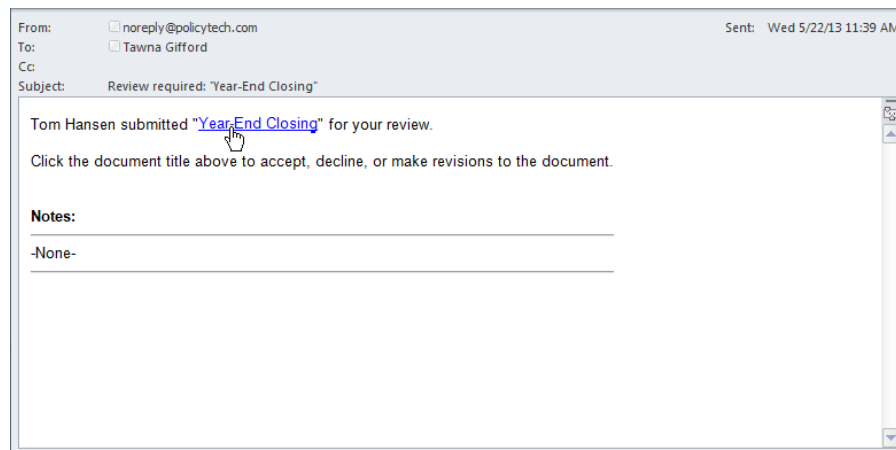 From: noreply@policytech.com Sent: Wed 5/22/13 11:39 AM
To: Tawna Gifford
Cc:
Subject: Review required: "Year-End Closing"
Tom Hansen submitted "Year-End Closing" for your review.
Click the document title above to accept, decline, or make revisions to the document.
Notes:
-None-